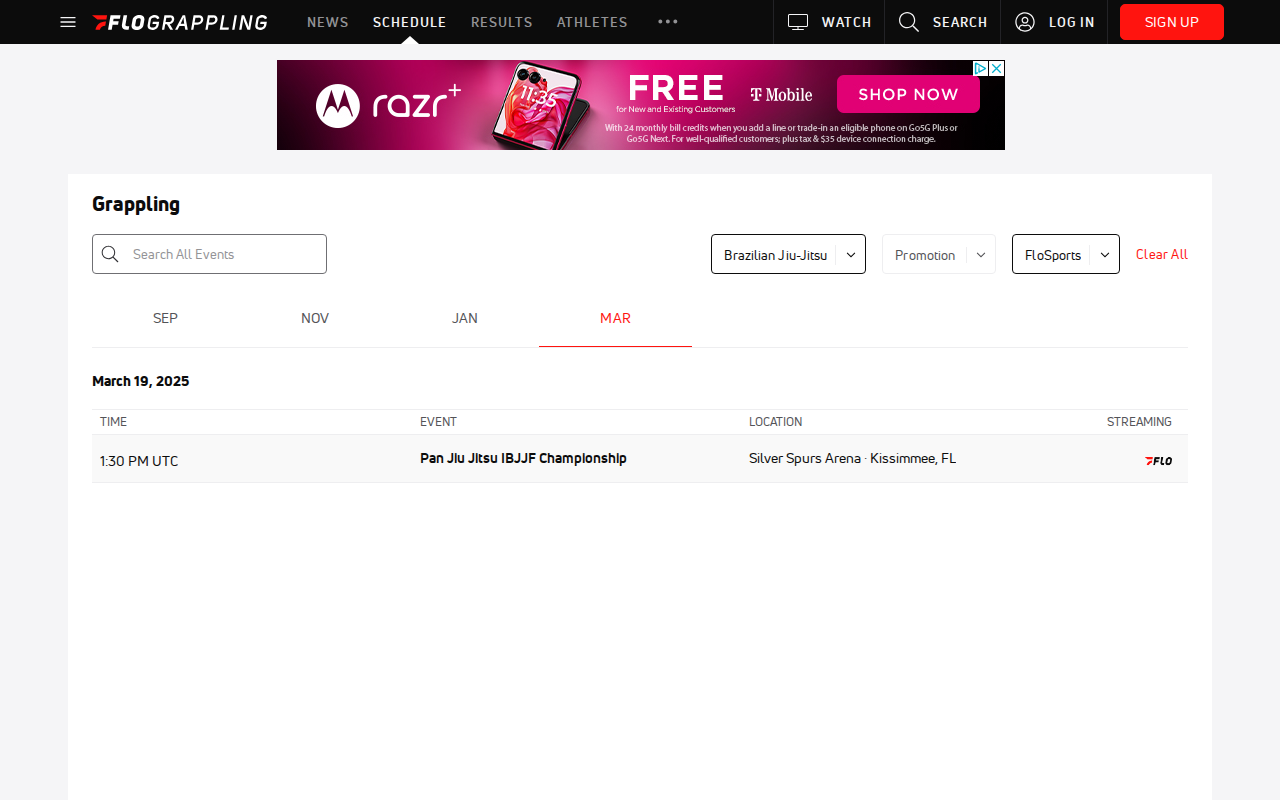 FLOGRAPPLING NEWS SCHEDULE RESULTS ATHLETES ••• WATCH SEARCH LOG IN SIGN UP
razr+ 11:35 FREE for New and Existing Customers T Mobile SHOP NOW
With 24 monthly bill credits when you add a line or trade-in an eligible phone on Go5G Plus or
Go5G Next. For well-qualified customers; plus tax & $35 device connection charge.
Grappling
Search All Events Brazilian Jiu-Jitsu Promotion FloSports Clear All
SEP NOV JAN MAR
March 19, 2025
TIME EVENT LOCATION STREAMING
1:30 PM UTC Pan Jiu Jitsu IBJJF Championship Silver Spurs Arena · Kissimmee, FL FLO